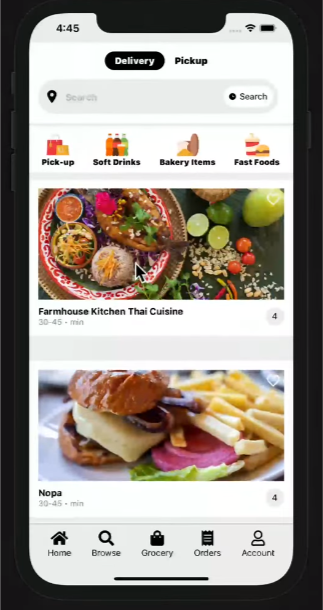 4:45
Delivery Pickup
Search Search
Pick-up Soft Drinks Bakery Items Fast Foods
Farmhouse Kitchen Thai Cuisine
30-45 • min
4
Nopa
30-45 • min
4
Home Browse Grocery Orders Account